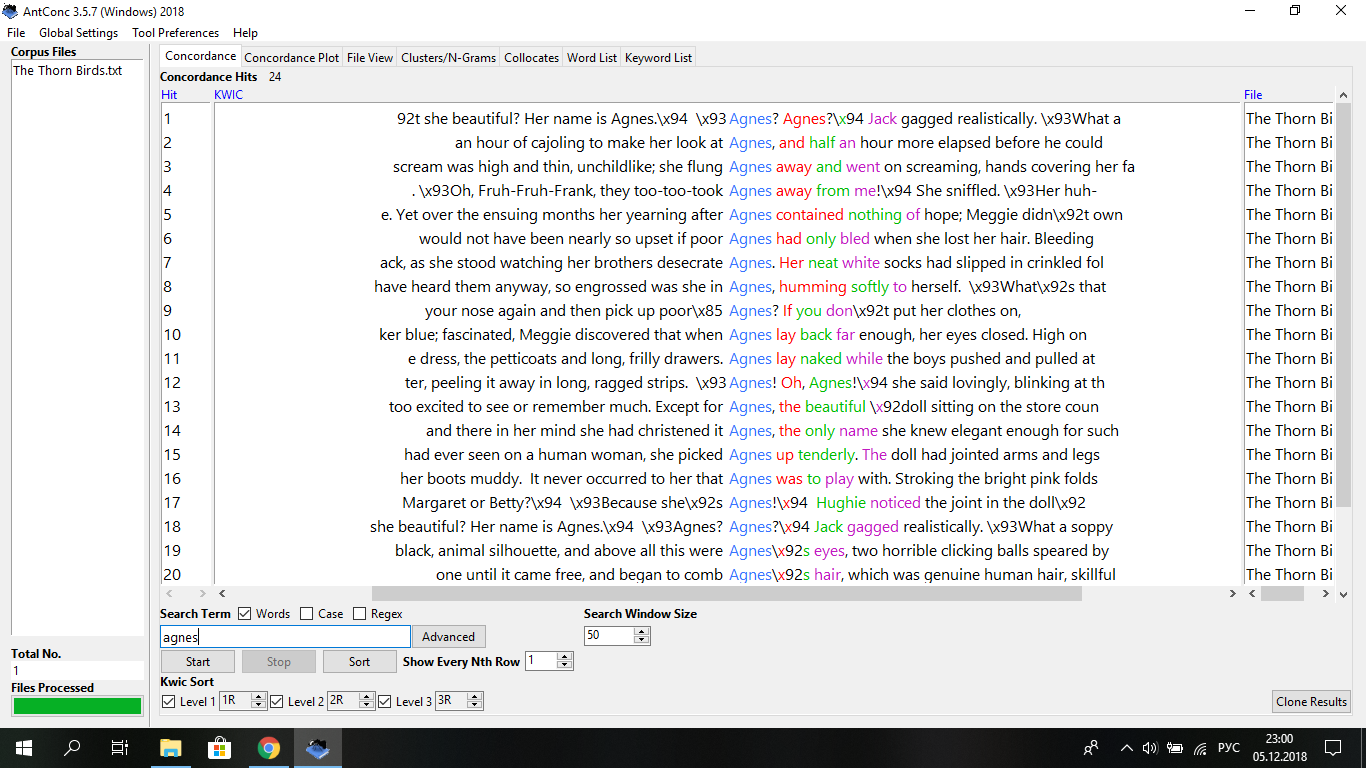 AntConc 3.5.7 (Windows) 2018
File Global Settings Tool Preferences Help
Corpus Files
The Thorn Birds.txt
Concordance Concordance Plot File View Clusters/N-Grams Collocates Word List Keyword List
Concordance Hits 24
Hit KWIC File
1 92t she beautiful? Her name is Agnes.\x94 \x93 Agnes? Agnes?\x94 Jack gagged realistically. \x93What a The Thorn Bi
2 an hour of cajoling to make her look at Agnes, and half an hour more elapsed before he could The Thorn Bi
3 scream was high and thin, unchildlike; she flung Agnes away and went on screaming, hands covering her fa The Thorn Bi
4 . \x93Oh, Fruh-Fruh-Frank, they too-too-took Agnes away from me!\x94 She sniffled. \x93Her huh- The Thorn Bi
5 e. Yet over the ensuing months her yearning after Agnes contained nothing of hope; Meggie didn\x92t own The Thorn Bi
6 would not have been nearly so upset if poor Agnes had only bled when she lost her hair. Bleeding The Thorn Bi
7 ack, as she stood watching her brothers desecrate Agnes. Her neat white socks had slipped in crinkled fol The Thorn Bi
8 have heard them anyway, so engrossed was she in Agnes, humming softly to herself. \x93What\x92s that The Thorn Bi
9 your nose again and then pick up poor\x85 Agnes? If you don\x92t put her clothes on, The Thorn Bi
10 ker blue; fascinated, Meggie discovered that when Agnes lay back far enough, her eyes closed. High on The Thorn Bi
11 e dress, the petticoats and long, frilly drawers. Agnes lay naked while the boys pushed and pulled at The Thorn Bi
12 ter, peeling it away in long, ragged strips. \x93 Agnes! Oh, Agnes!\x94 she said lovingly, blinking at th The Thorn Bi
13 too excited to see or remember much. Except for Agnes, the beautiful \x92doll sitting on the store coun The Thorn Bi
14 and there in her mind she had christened it Agnes, the only name she knew elegant enough for such The Thorn Bi
15 had ever seen on a human woman, she picked Agnes up tenderly. The doll had jointed arms and legs The Thorn Bi
16 her boots muddy. It never occurred to her that Agnes was to play with. Stroking the bright pink folds The Thorn Bi
17 Margaret or Betty?\x94 \x93Because she\x92s Agnes!\x94 Hughie noticed the joint in the doll\x92 The Thorn Bi
18 she beautiful? Her name is Agnes.\x94 \x93Agnes? Agnes?\x94 Jack gagged realistically. \x93What a soppy The Thorn Bi
19 black, animal silhouette, and above all this were Agnes\x92s eyes, two horrible clicking balls speared by The Thorn Bi
20 one until it came free, and began to comb Agnes\x92s hair, which was genuine human hair, skillful The Thorn Bi
Search Term Words Case Regex Search Window Size
agnes Advanced 50
Start Stop Sort Show Every Nth Row 1
Kwic Sort
Level 1 1R Level 2 2R Level 3 3R Clone Results
Total No.
1
Files Processed
РУС
23:00
05.12.2018